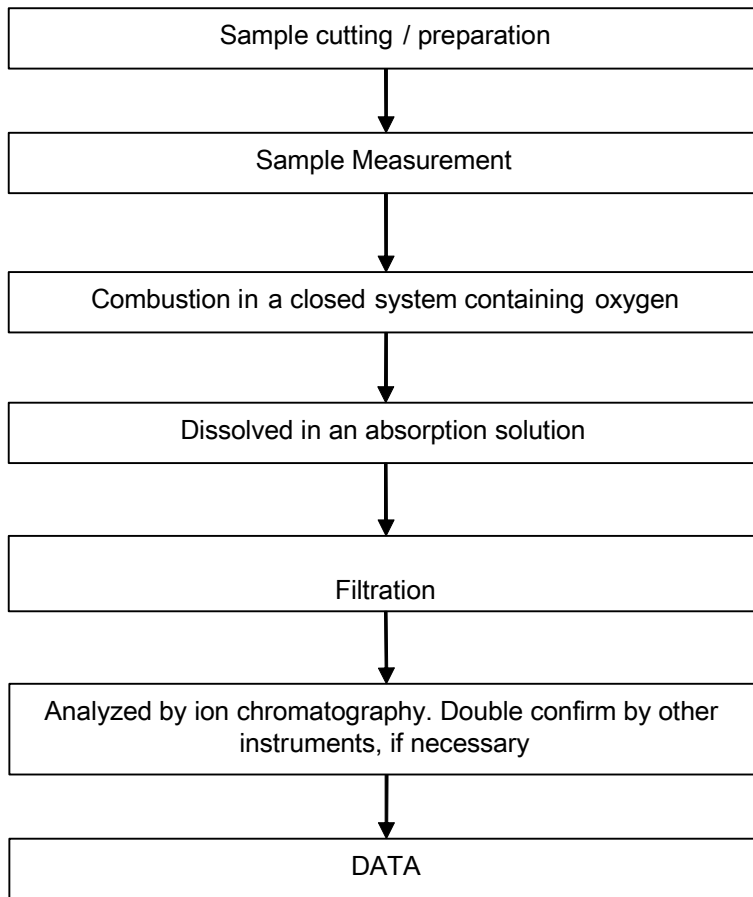 Sample cutting / preparation
Sample Measurement
Combustion in a closed system containing oxygen
Dissolved in an absorption solution
Filtration
Analyzed by ion chromatography. Double confirm by other
instruments, if necessary
DATA